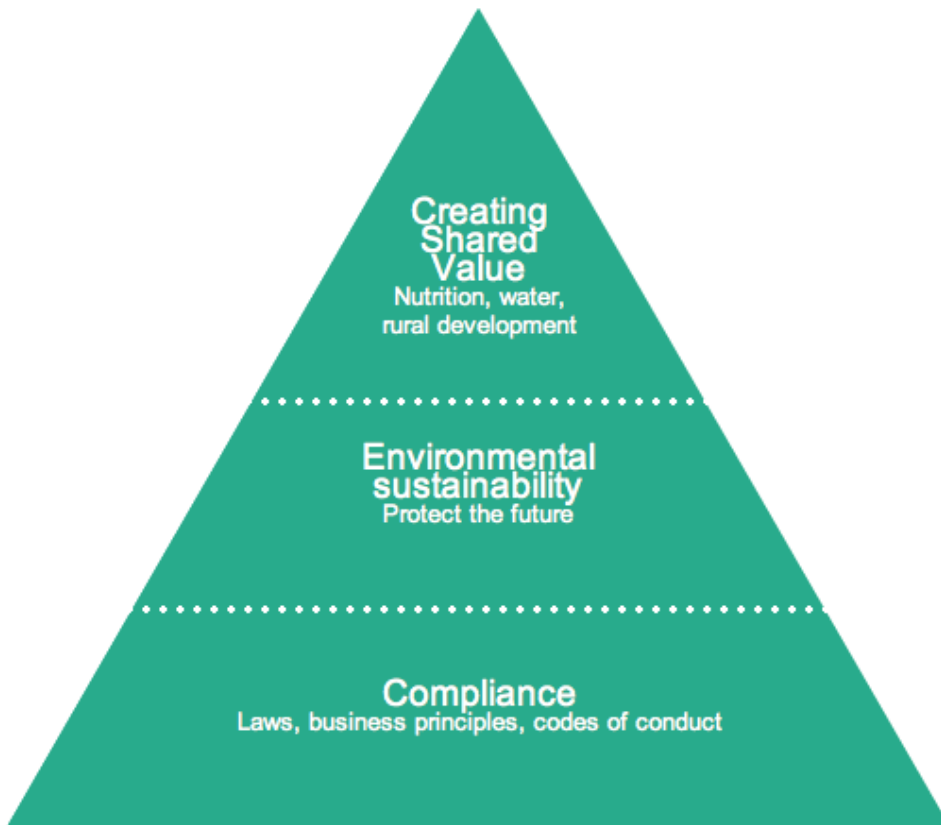 Creating
Shared
Value
Nutrition, water,
rural development
Environmental
sustainability
Protect the future
Compliance
Laws, business principles, codes of conduct